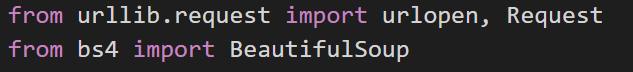 from urllib.request import urlopen, Request
from bs4 import BeautifulSoup